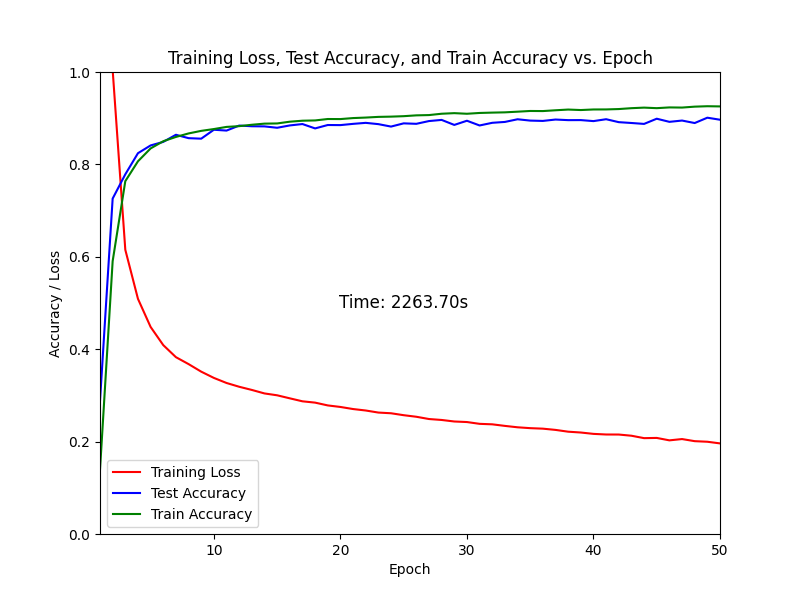 Training Loss, Test Accuracy, and Train Accuracy vs. Epoch
1.0
0.8
0.6
0.4
0.2
0.0
Accuracy / Loss
Time: 2263.70s
Training Loss
Test Accuracy
Train Accuracy
10 20 30 40 50
Epoch